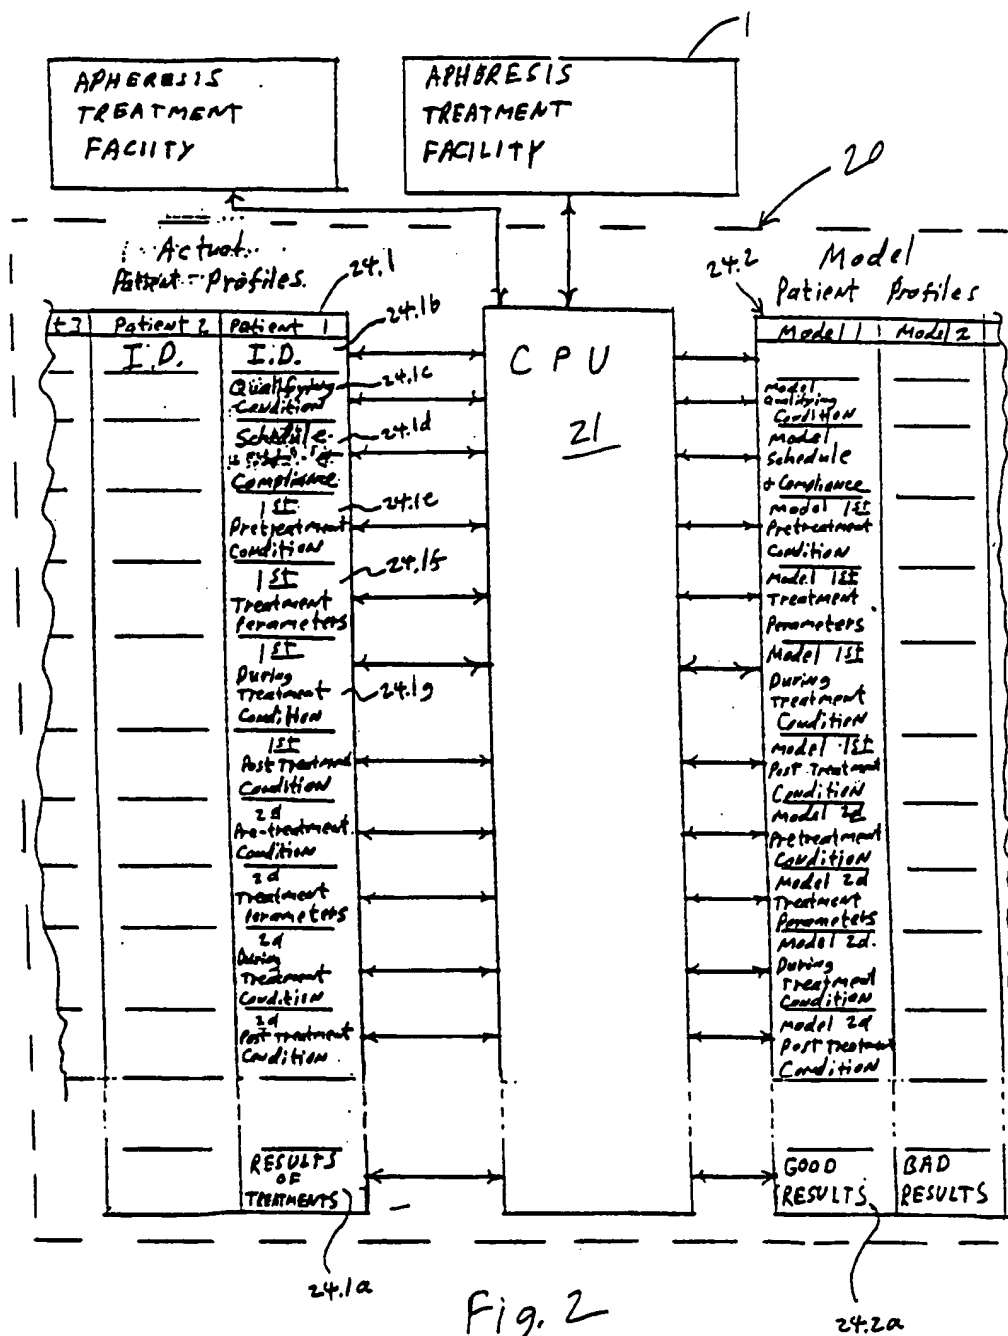 1
APHERESIS
TREATMENT
FACIITY
APHERESIS
TREATMENT
FACILITY
20
Actual
Patient Profiles
24.1
24.1b
t 3
Patient 2
Patient 1
I.D.
I.D.
Qualifying
Condition
24.1c
Schedule
Compliance
24.1d
1st
Pretreatment
Condition
24.1e
1st
Treatment
Perameters
24.1f
1st
During
Treatment
Condition
24.1g
1st
Post Treatment
Condition
2d
Pre-treatment
Condition
2d
Treatment
Perameters
2d
During
Treatment
Condition
2d
Post Treatment
Condition
RESULTS
OF
TREATMENTS
24.1a
CPU
21
24.2
Model
Patient Profiles
Model 1
Model 2
Model
Qualifying
Condition
Model
Schedule
+ Compliance
Model 1st
Pretreatment
Condition
Model 1st
Treatment
Perameters
Model 1st
During
Treatment
Condition
Model 1st
Post Treatment
Condition
Model 2d
Pretreatment
Condition
Model 2d
Treatment
Perameters
Model 2d.
During
Treatment
Condition
Model 2d
Post Treatment
Condition
GOOD
RESULTS
BAD
RESULTS
24.2a
Fig. 2